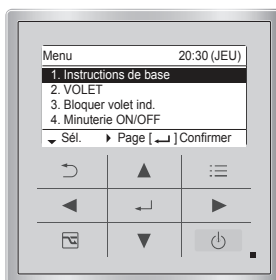 Menu 20:30 (JEU)
1. Instructions de base
2. VOLET
3. Bloquer volet ind.
4. Minuterie ON/OFF
Sél. Page [ ] Confirmer